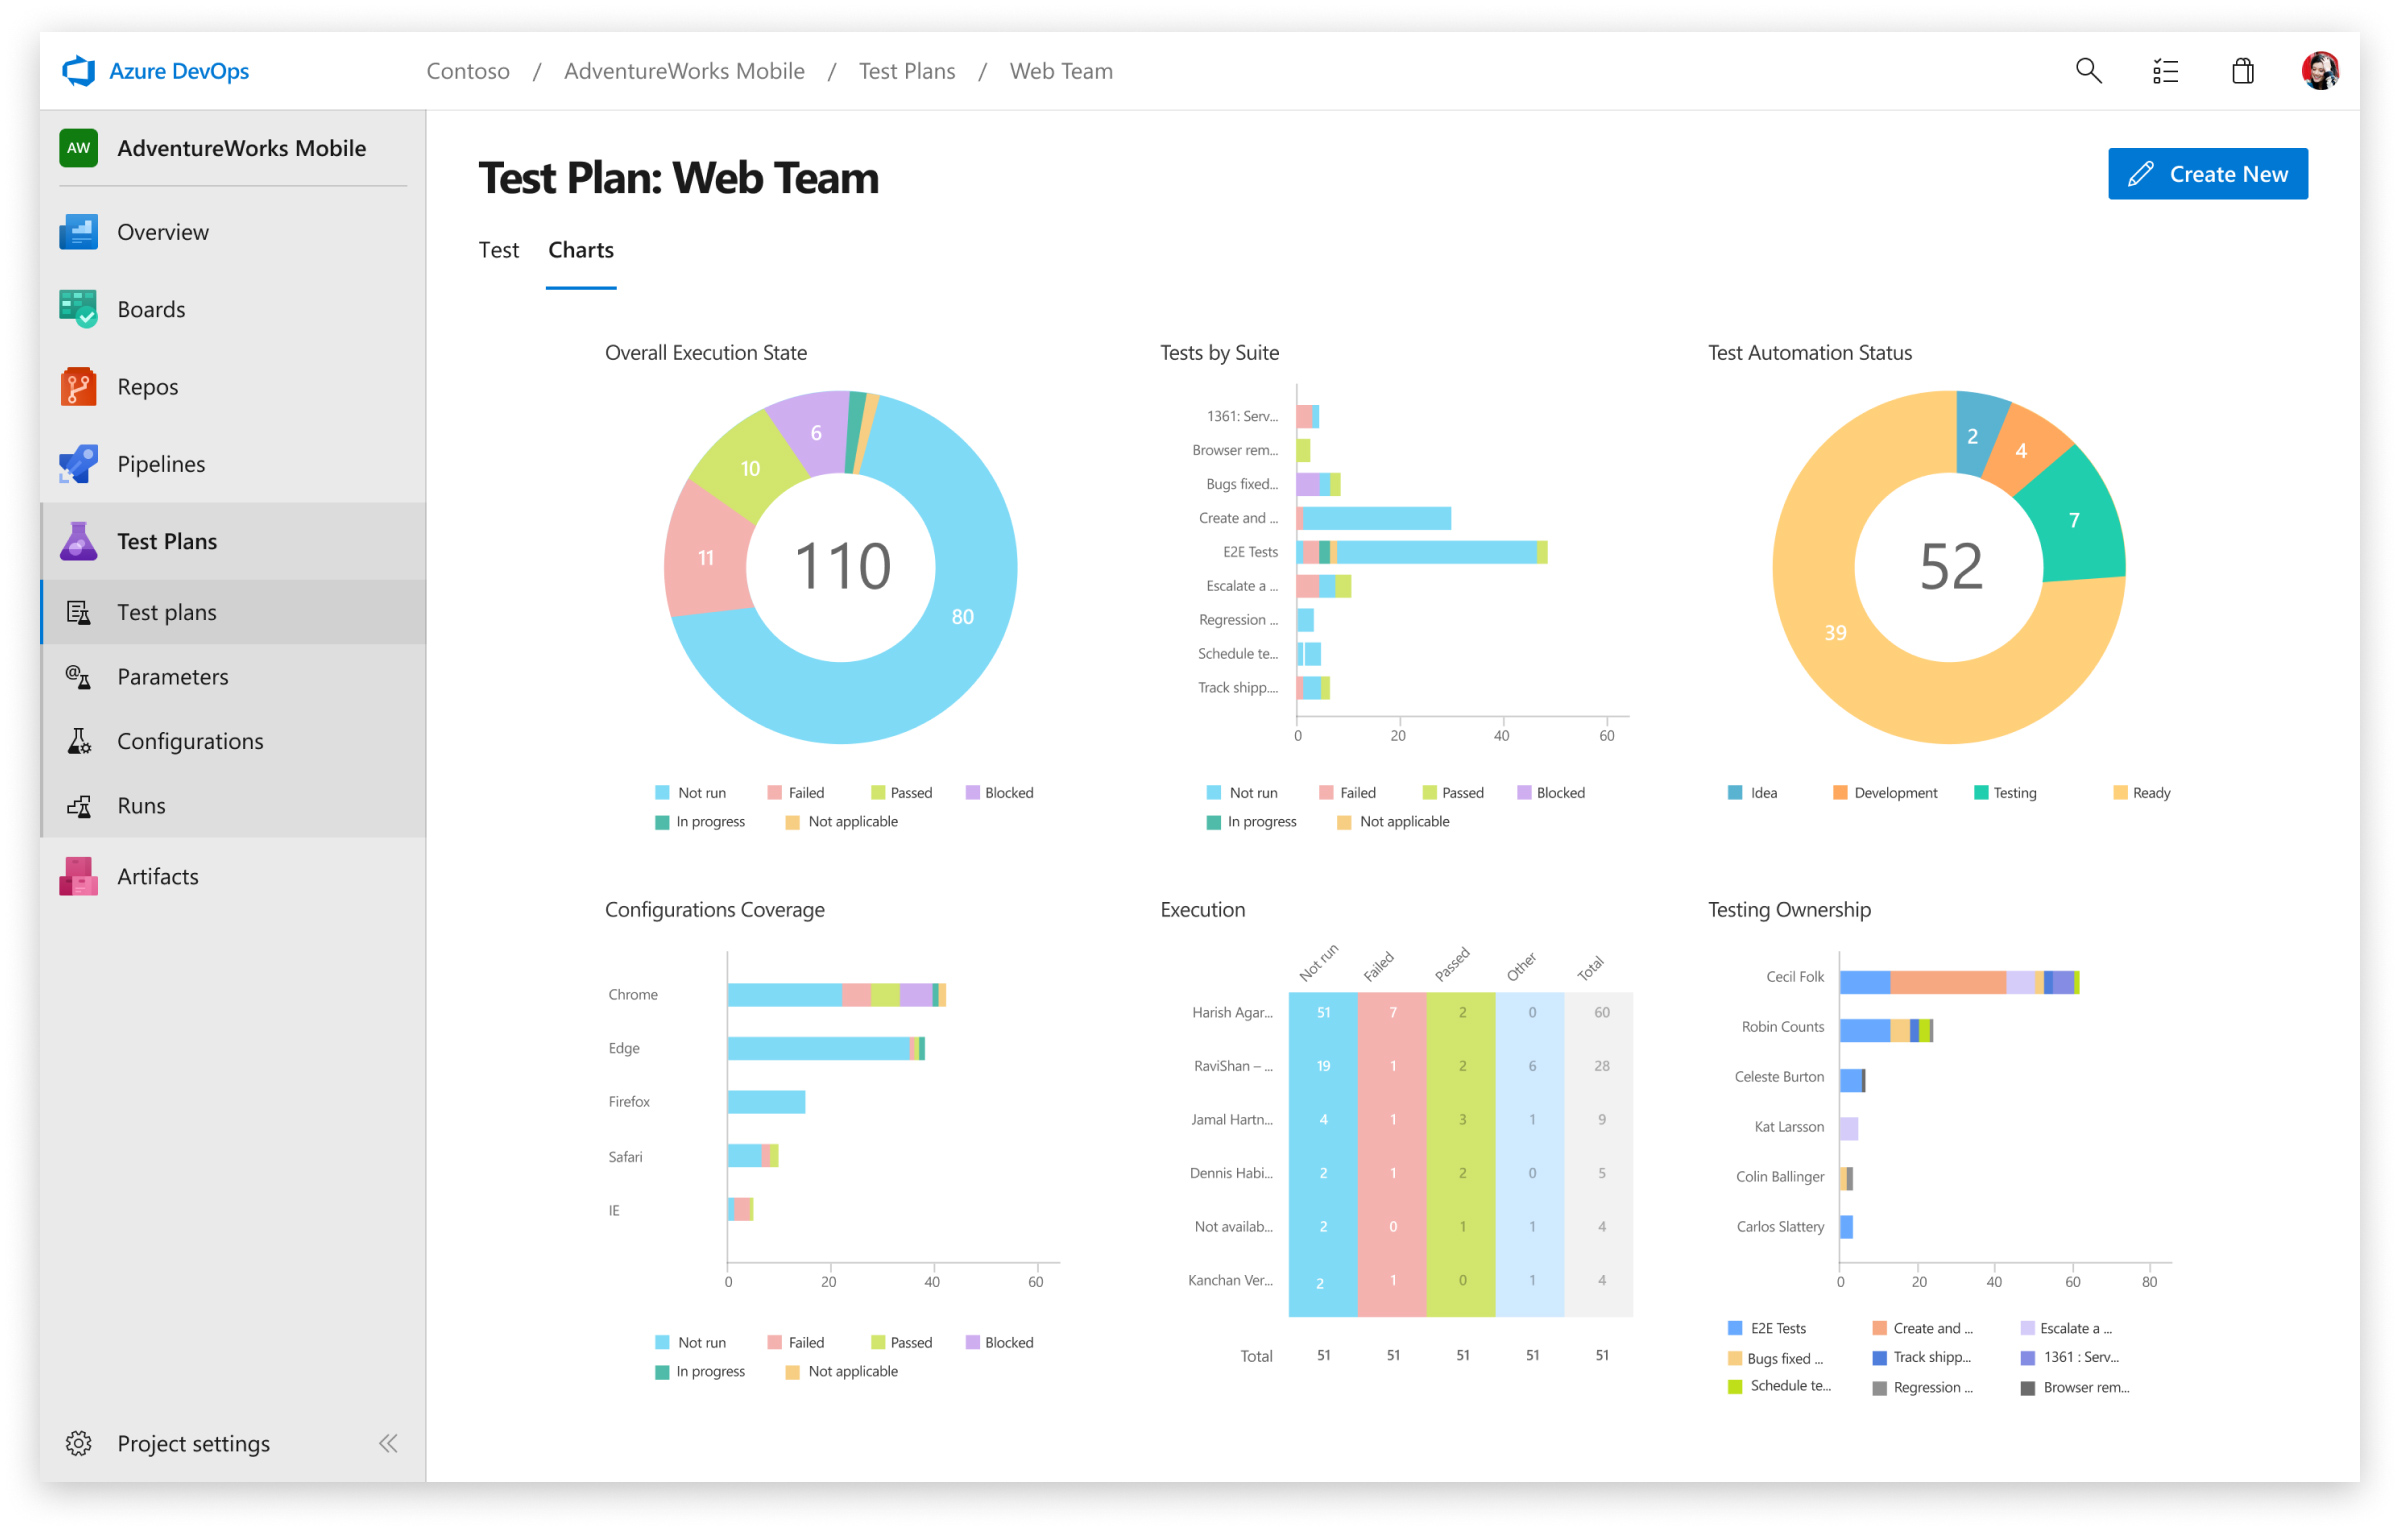 Azure DevOps
Contoso / AdventureWorks Mobile / Test Plans / Web Team
AW AdventureWorks Mobile
Overview
Boards
Repos
Pipelines
Test Plans
Test plans
Parameters
Configurations
Runs
Artifacts
Project settings
Test Plan: Web Team
Create New
Test Charts
Overall Execution State
6
10
11
110
80
Not run Failed Passed Blocked
In progress Not applicable
Tests by Suite
1361: Serv...
Browser rem...
Bugs fixed...
Create and ...
E2E Tests
Escalate a ...
Regression ...
Schedule te...
Track shipp....
0 20 40 60
Not run Failed Passed Blocked
In progress Not applicable
Test Automation Status
2
4
7
52
39
Idea Development Testing Ready
Configurations Coverage
Chrome
Edge
Firefox
Safari
IE
0 20 40 60
Not run Failed Passed Blocked
In progress Not applicable
Execution
Not run Failed Passed Other Total
Harish Agar... 51 7 2 0 60
RaviShan – ... 19 1 2 6 28
Jamal Hartn... 4 1 3 1 9
Dennis Habi... 2 1 2 0 5
Not availab... 2 0 1 1 4
Kanchan Ver... 2 1 0 1 4
Total 51 51 51 51 51
Testing Ownership
Cecil Folk
Robin Counts
Celeste Burton
Kat Larsson
Colin Ballinger
Carlos Slattery
0 20 40 60 80
E2E Tests Create and ... Escalate a ...
Bugs fixed ... Track shipp... 1361 : Serv...
Schedule te... Regression ... Browser rem...